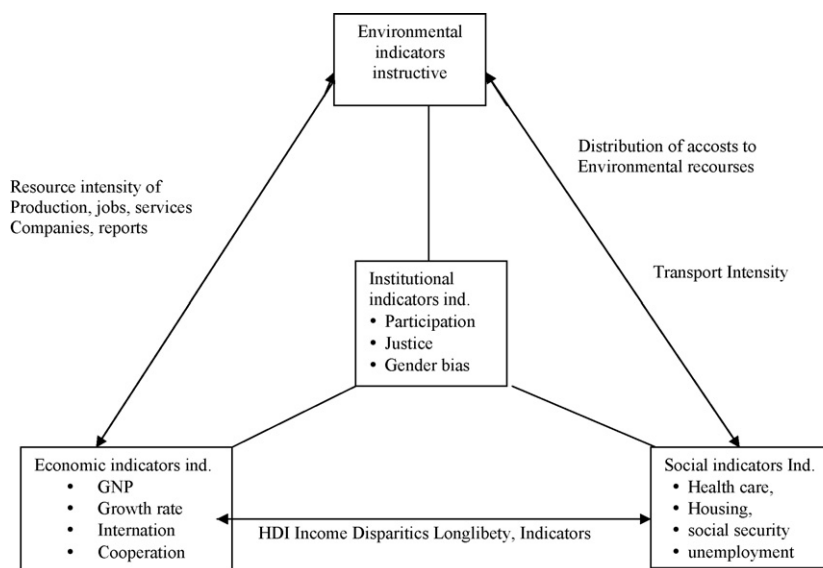 Environmental
indicators
instructive
Distribution of accosts to
Environmental recourses
Resource intensity of
Production, jobs, services
Companies, reports
Institutional
indicators ind.
• Participation
• Justice
• Gender bias
Transport Intensity
Economic indicators ind.
• GNP
• Growth rate
• Internation
• Cooperation
HDI Income Disparitics Longlibety, Indicators
Social indicators Ind.
• Health care,
• Housing,
• social security
• unemployment